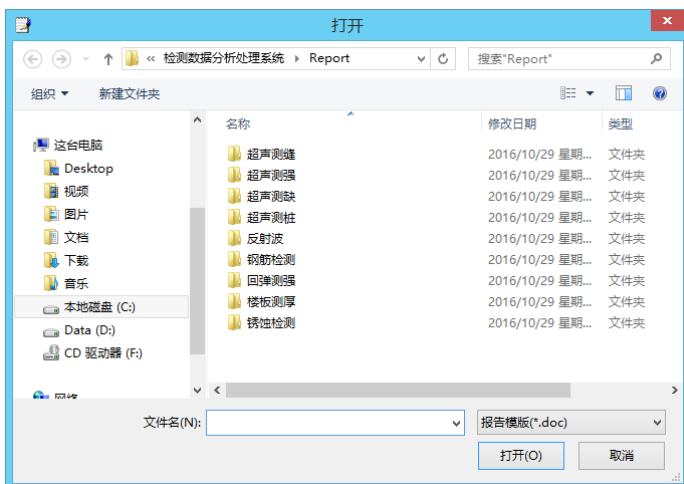 打开
« 检测数据分析处理系统 › Report
搜索"Report"
组织
新建文件夹
名称 修改日期 类型
这台电脑
Desktop
视频
图片
文档
下载
音乐
本地磁盘 (C:)
Data (D:)
CD 驱动器 (F:)
网络
超声测缝 2016/10/29 星期... 文件夹
超声测强 2016/10/29 星期... 文件夹
超声测缺 2016/10/29 星期... 文件夹
超声测桩 2016/10/29 星期... 文件夹
反射波 2016/10/29 星期... 文件夹
钢筋检测 2016/10/29 星期... 文件夹
回弹测强 2016/10/29 星期... 文件夹
楼板测厚 2016/10/29 星期... 文件夹
锈蚀检测 2016/10/29 星期... 文件夹
文件名(N):
报告模版(*.doc)
打开(O)
取消